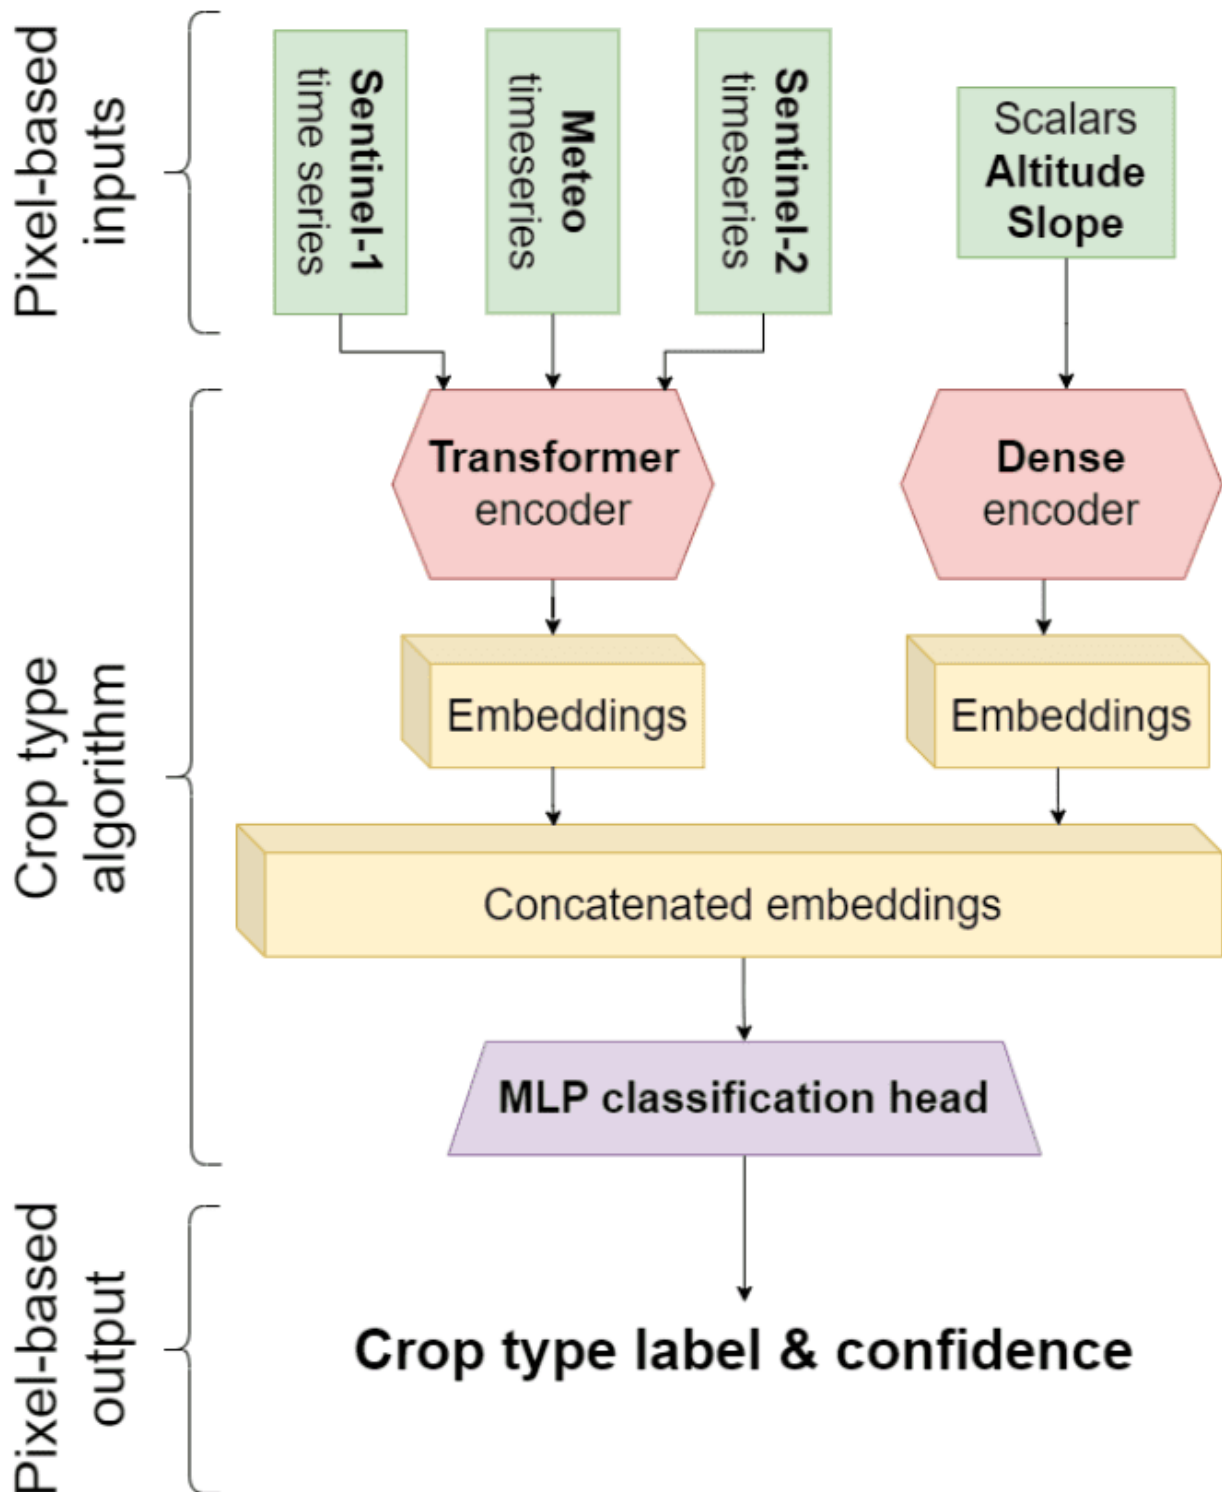 Pixel-based
inputs
Sentinel-1
time series
Meteo
timeseries
Sentinel-2
timeseries
Scalars
Altitude
Slope
Crop type
algorithm
Transformer
encoder
Dense
encoder
Embeddings
Embeddings
Concatenated embeddings
MLP classification head
Pixel-based
output
Crop type label & confidence